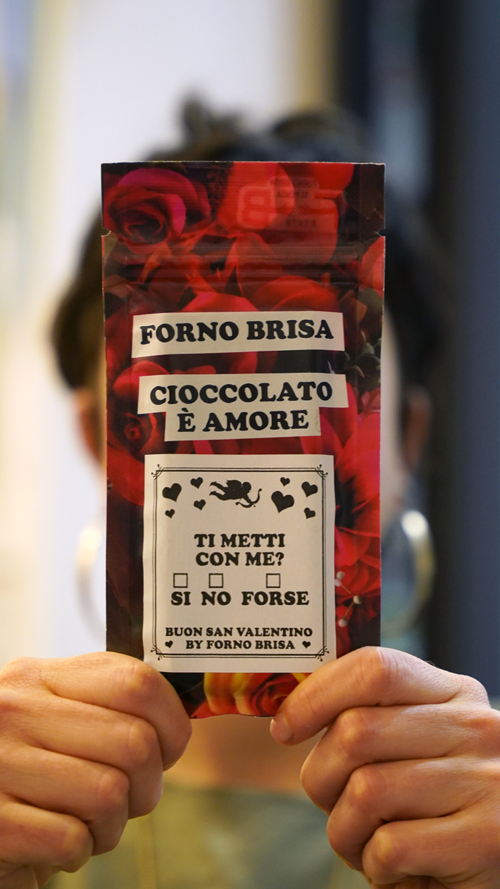 FORNO BRISA
CIOCCOLATO
È AMORE
TI METTI
CON ME?
SI NO FORSE
BUON SAN VALENTINO
BY FORNO BRISA